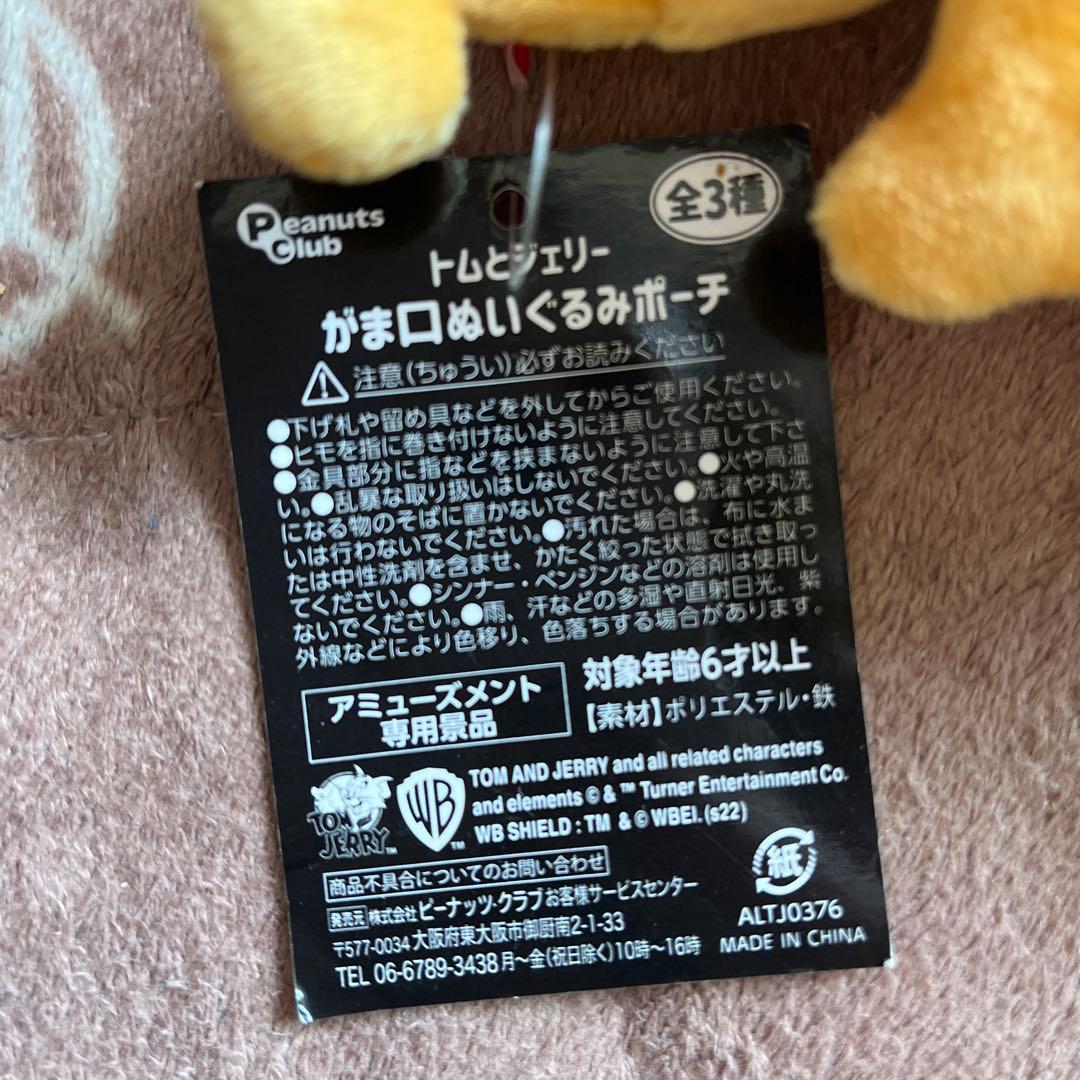 Peanuts Club
全3種
トムとジェリー
がま口ぬいぐるみポーチ
注意(ちゅうい)必ずお読みください
●下げ札や留め具などを外してからご使用ください。
●ヒモを指に巻き付けないように注意してください。
●金具部分に指などを挟まないように注意して下さ
い。●乱暴な取り扱いはしないでください。●火や高温
になる物のそばに置かないでください。●洗濯や丸洗
いは行わないでください。●汚れた場合は、布に水ま
たは中性洗剤を含ませ、かたく絞った状態で拭き取っ
てください。●シンナー・ベンジンなどの溶剤は使用し
ないでください。●雨、汗などの多湿や直射日光、紫
外線などにより色移り、色落ちする場合があります。
アミューズメント
専用景品
対象年齢6才以上
【素材】ポリエステル・鉄
TOM AND JERRY™
WB™
TOM AND JERRY and all related characters
and elements © & ™ Turner Entertainment Co.
WB SHIELD : TM & © WBEI. (s22)
商品不具合についてのお問い合わせ
発売元 株式会社ピーナッツ・クラブお客様サービスセンター
〒577-0034 大阪府東大阪市御厨南2-1-33
TEL 06-6789-3438 月～金(祝日除く)10時～16時
紙
ALTJ0376
MADE IN CHINA